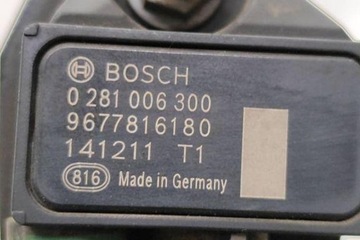 BOSCH
0 281 006 300
9677816180
141211 T1
816 Made in Germany